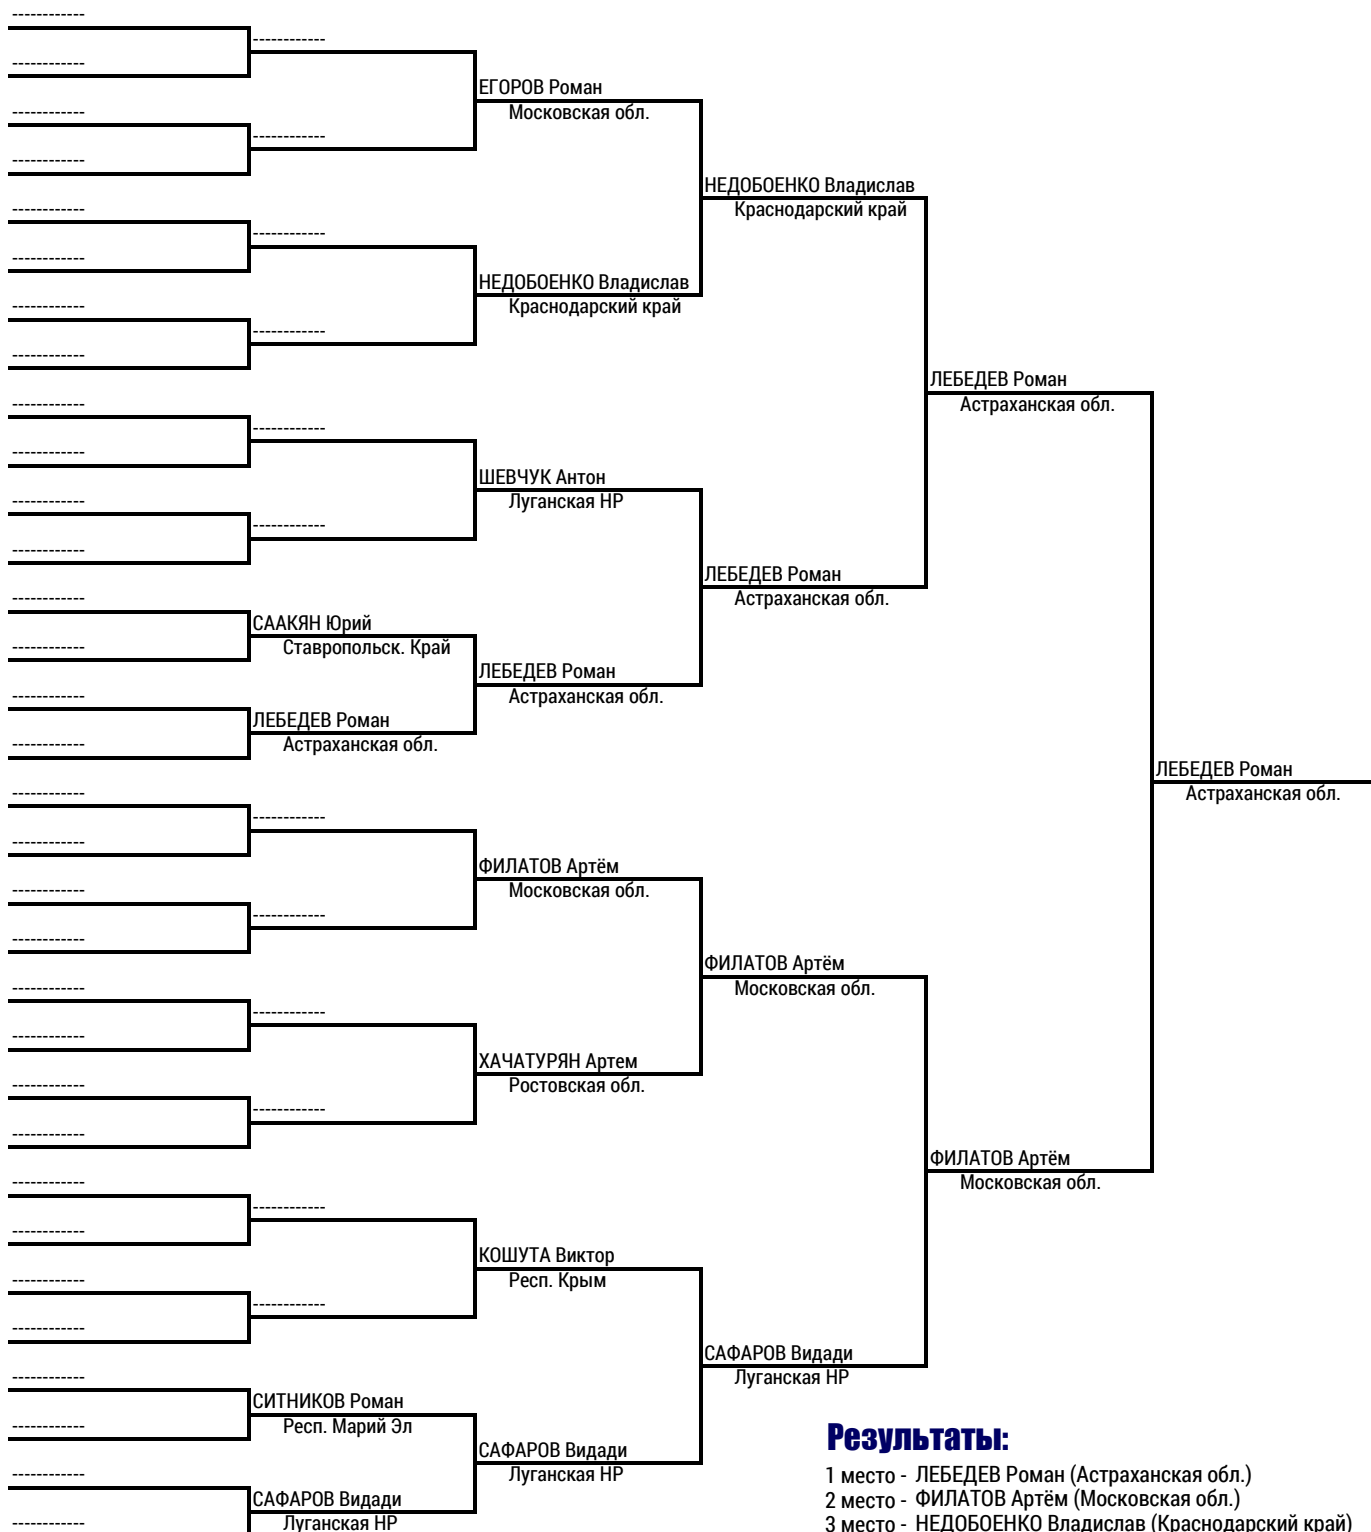 ------------
------------
------------
ЕГОРОВ Роман
------------
Московская обл.
------------
------------
НЕДОБОЕНКО Владислав
------------
Краснодарский край
------------
------------
НЕДОБОЕНКО Владислав
------------
Краснодарский край
------------
------------
ЛЕБЕДЕВ Роман
------------
Астраханская обл.
------------
------------
ШЕВЧУК Антон
------------
Луганская НР
------------
------------
ЛЕБЕДЕВ Роман
------------
Астраханская обл.
СААКЯН Юрий
------------
Ставропольск. Край
ЛЕБЕДЕВ Роман
------------
Астраханская обл.
ЛЕБЕДЕВ Роман
------------
Астраханская обл.
ЛЕБЕДЕВ Роман
------------
Астраханская обл.
------------
------------
ФИЛАТОВ Артём
------------
Московская обл.
------------
------------
ФИЛАТОВ Артём
------------
Московская обл.
------------
------------
ХАЧАТУРЯН Артем
------------
Ростовская обл.
------------
------------
ФИЛАТОВ Артём
------------
Московская обл.
------------
------------
КОШУТА Виктор
------------
Респ. Крым
------------
------------
САФАРОВ Видади
------------
Луганская НР
СИТНИКОВ Роман
------------
Респ. Марий Эл
САФАРОВ Видади
------------
Луганская НР
САФАРОВ Видади
------------
Луганская НР
Результаты:
1 место - ЛЕБЕДЕВ Роман (Астраханская обл.)
2 место - ФИЛАТОВ Артём (Московская обл.)
3 место - НЕДОБОЕНКО Владислав (Краснодарский край)